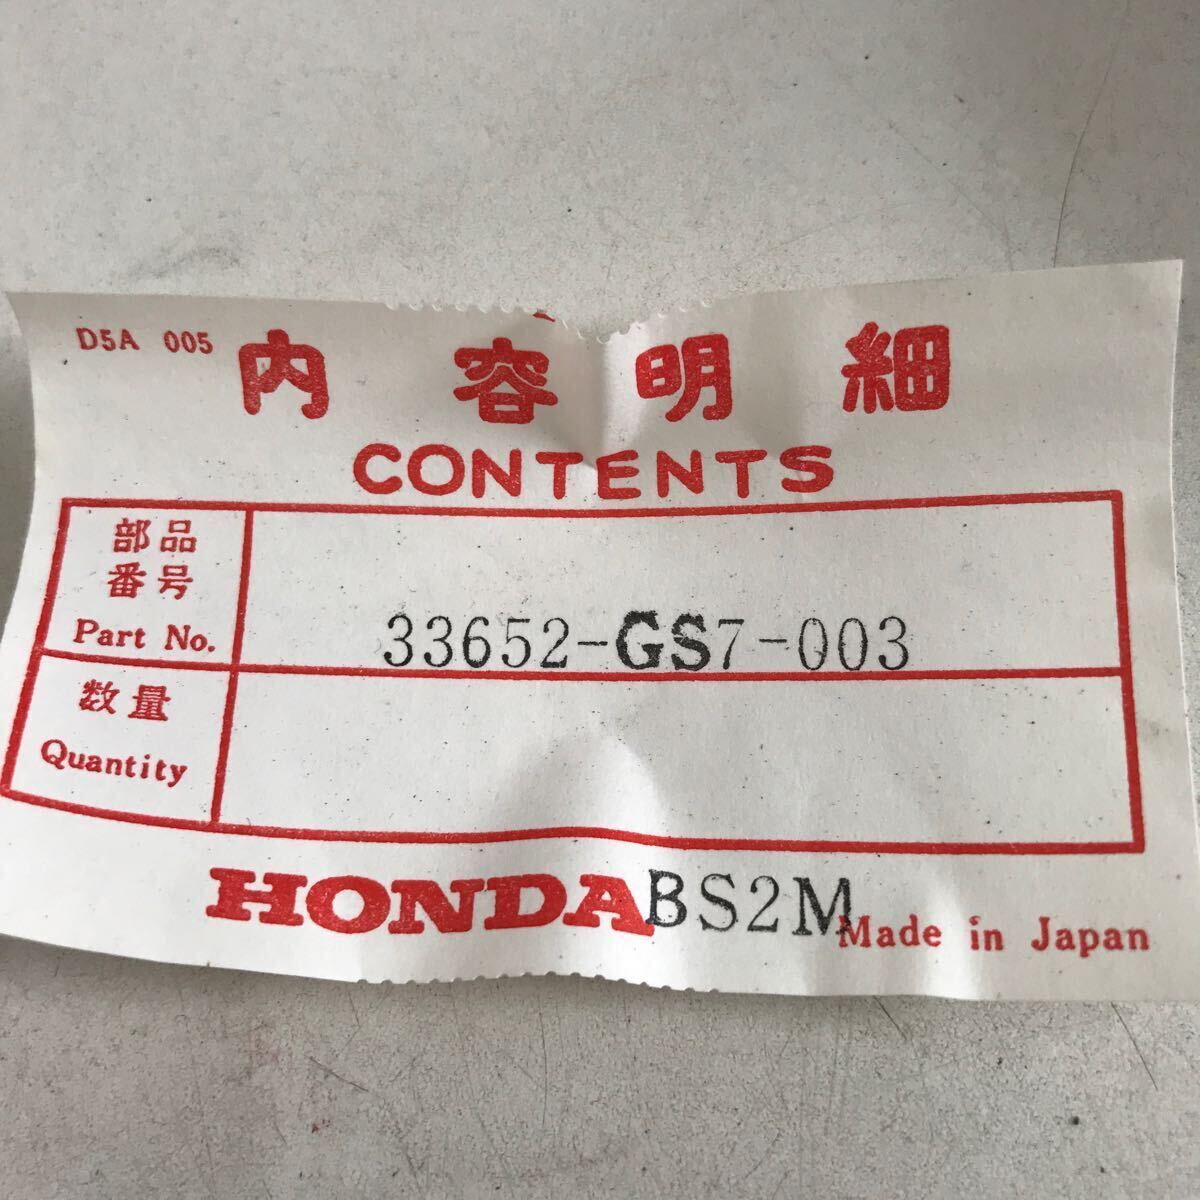 D5A 005
内容明細
CONTENTS
部品
番号
Part No.
33652-GS7-003
数量
Quantity
HONDA BS2M Made in Japan